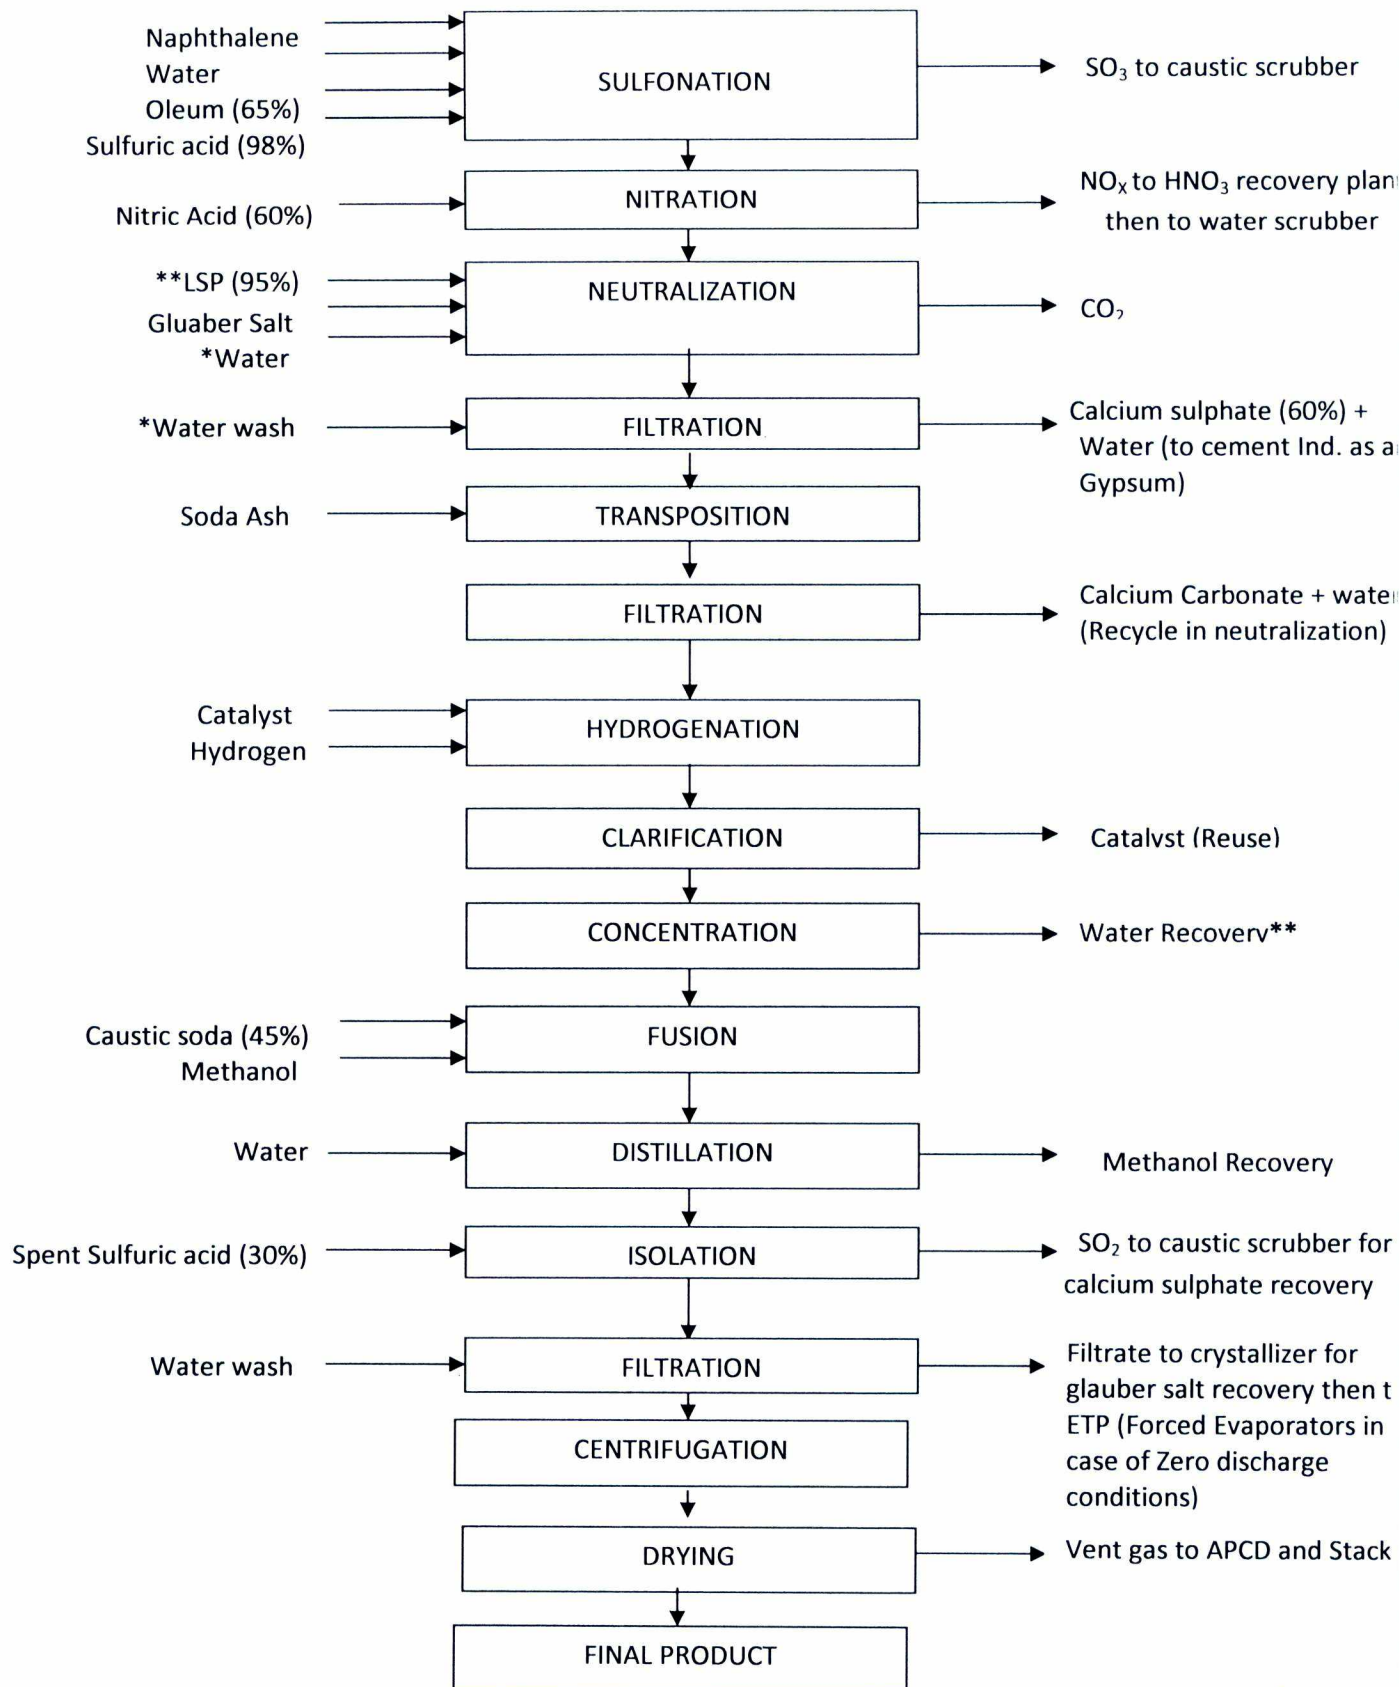 Naphthalene
Water
Oleum (65%)
Sulfuric acid (98%)
SULFONATION
SO₃ to caustic scrubber
Nitric Acid (60%)
NITRATION
NOₓ to HNO₃ recovery plan
then to water scrubber
**LSP (95%)
Gluaber Salt
*Water
NEUTRALIZATION
CO₂
*Water wash
FILTRATION
Calcium sulphate (60%) +
Water (to cement Ind. as a
Gypsum)
Soda Ash
TRANSPOSITION
FILTRATION
Calcium Carbonate + water
(Recycle in neutralization)
Catalyst
Hydrogen
HYDROGENATION
CLARIFICATION
Catalyst (Reuse)
CONCENTRATION
Water Recovery**
Caustic soda (45%)
Methanol
FUSION
Water
DISTILLATION
Methanol Recovery
Spent Sulfuric acid (30%)
ISOLATION
SO₂ to caustic scrubber for
calcium sulphate recovery
Water wash
FILTRATION
Filtrate to crystallizer for
glauber salt recovery then t
ETP (Forced Evaporators in
case of Zero discharge
conditions)
CENTRIFUGATION
DRYING
Vent gas to APCD and Stack
FINAL PRODUCT